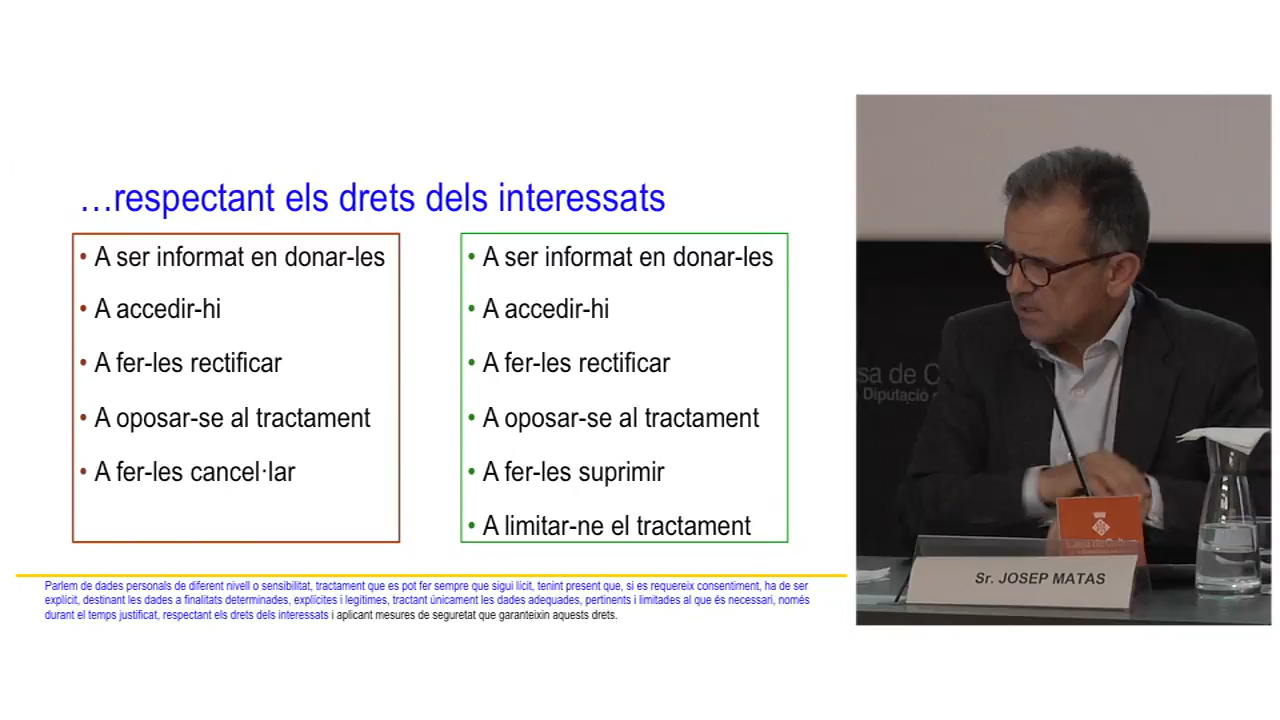 …respectant els drets dels interessats
• A ser informat en donar-les
• A accedir-hi
• A fer-les rectificar
• A oposar-se al tractament
• A fer-les cancel·lar
• A ser informat en donar-les
• A accedir-hi
• A fer-les rectificar
• A oposar-se al tractament
• A fer-les suprimir
• A limitar-ne el tractament
Parlem de dades personals de diferent nivell o sensibilitat, tractament que es pot fer sempre que sigui lícit, tenint present que, si es requereix consentiment, ha de ser
explícit, destinant les dades a finalitats determinades, explícites i legítimes, tractant únicament les dades adequades, pertinents i limitades al que és necessari, només
durant el temps justificat, respectant els drets dels interessats i aplicant mesures de seguretat que garanteixin aquests drets.
sa de C
Diputació
Sr. JOSEP MATAS